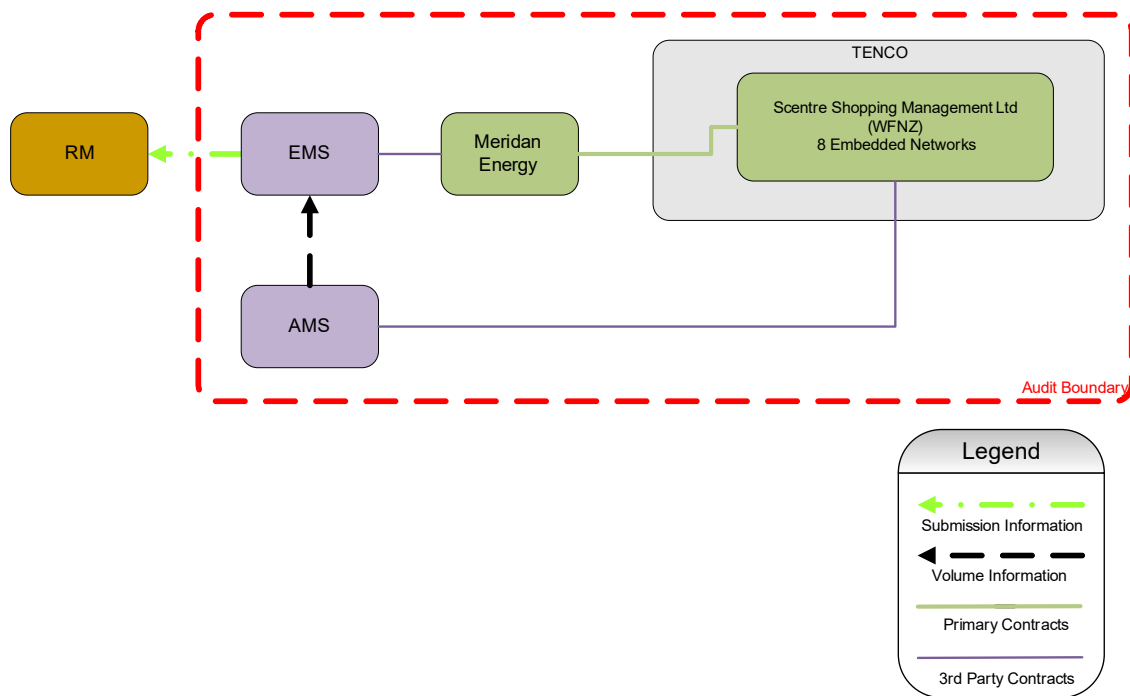 TENCO
Scentre Shopping Management Ltd
(WFNZ)
8 Embedded Networks
RM
EMS
Meridan
Energy
AMS
Audit Boundary
Legend
Submission Information
Volume Information
Primary Contracts
3rd Party Contracts